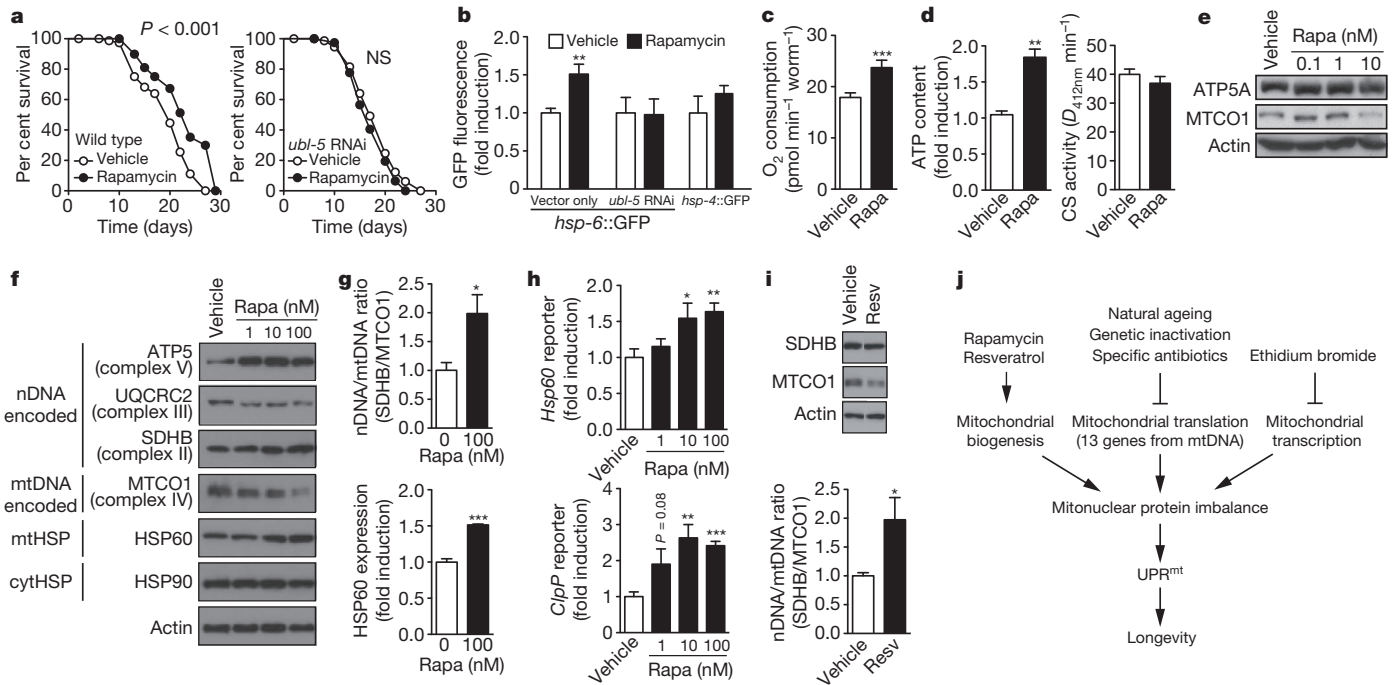 a
Per cent survival
100
80
60
40
20
0
P < 0.001
Wild type
Vehicle
Rapamycin
0 10 20 30
Time (days)
Per cent survival
100
80
60
40
20
0
NS
ubl-5 RNAi
Vehicle
Rapamycin
0 10 20 30
Time (days)
b
GFP fluorescence
(fold induction)
2.0
1.5
1.0
0.5
0
Vehicle Rapamycin
**
Vector only ubl-5 RNAi hsp-4::GFP
hsp-6::GFP
c
O2 consumption
(pmol min−1 worm−1)
30
20
10
0
***
Vehicle
Rapa
d
ATP content
(fold induction)
2.0
1.5
1.0
0.5
0.0
**
Vehicle
Rapa
CS activity (D412nm min−1)
50
40
30
20
10
0
Vehicle
Rapa
e
Vehicle
Rapa (nM)
0.1 1 10
ATP5A
MTCO1
Actin
f
Vehicle
Rapa (nM)
1 10 100
nDNA
encoded
ATP5
(complex V)
UQCRC2
(complex III)
SDHB
(complex II)
mtDNA
encoded
MTCO1
(complex IV)
mtHSP
HSP60
cytHSP
HSP90
Actin
g
nDNA/mtDNA ratio
(SDHB/MTCO1)
2.5
2.0
1.5
1.0
0.5
0.0
*
0 100
Rapa (nM)
HSP60 expression
(fold induction)
2.0
1.5
1.0
0.5
0.0
***
0 100
Rapa (nM)
h
Hsp60 reporter
(fold induction)
2.0
1.5
1.0
0.5
0.0
* **
Vehicle
1 10 100
Rapa (nM)
ClpP reporter
(fold induction)
4
3
2
1
0
P = 0.08
** ***
Vehicle
1 10 100
Rapa (nM)
i
Vehicle
Resv
SDHB
MTCO1
Actin
nDNA/mtDNA ratio
(SDHB/MTCO1)
2.5
2.0
1.5
1.0
0.5
0.0
*
Vehicle
Resv
j
Rapamycin
Resveratrol
Natural ageing
Genetic inactivation
Specific antibiotics
Ethidium bromide
Mitochondrial
biogenesis
Mitochondrial translation
(13 genes from mtDNA)
Mitochondrial
transcription
Mitonuclear protein imbalance
UPRmt
Longevity